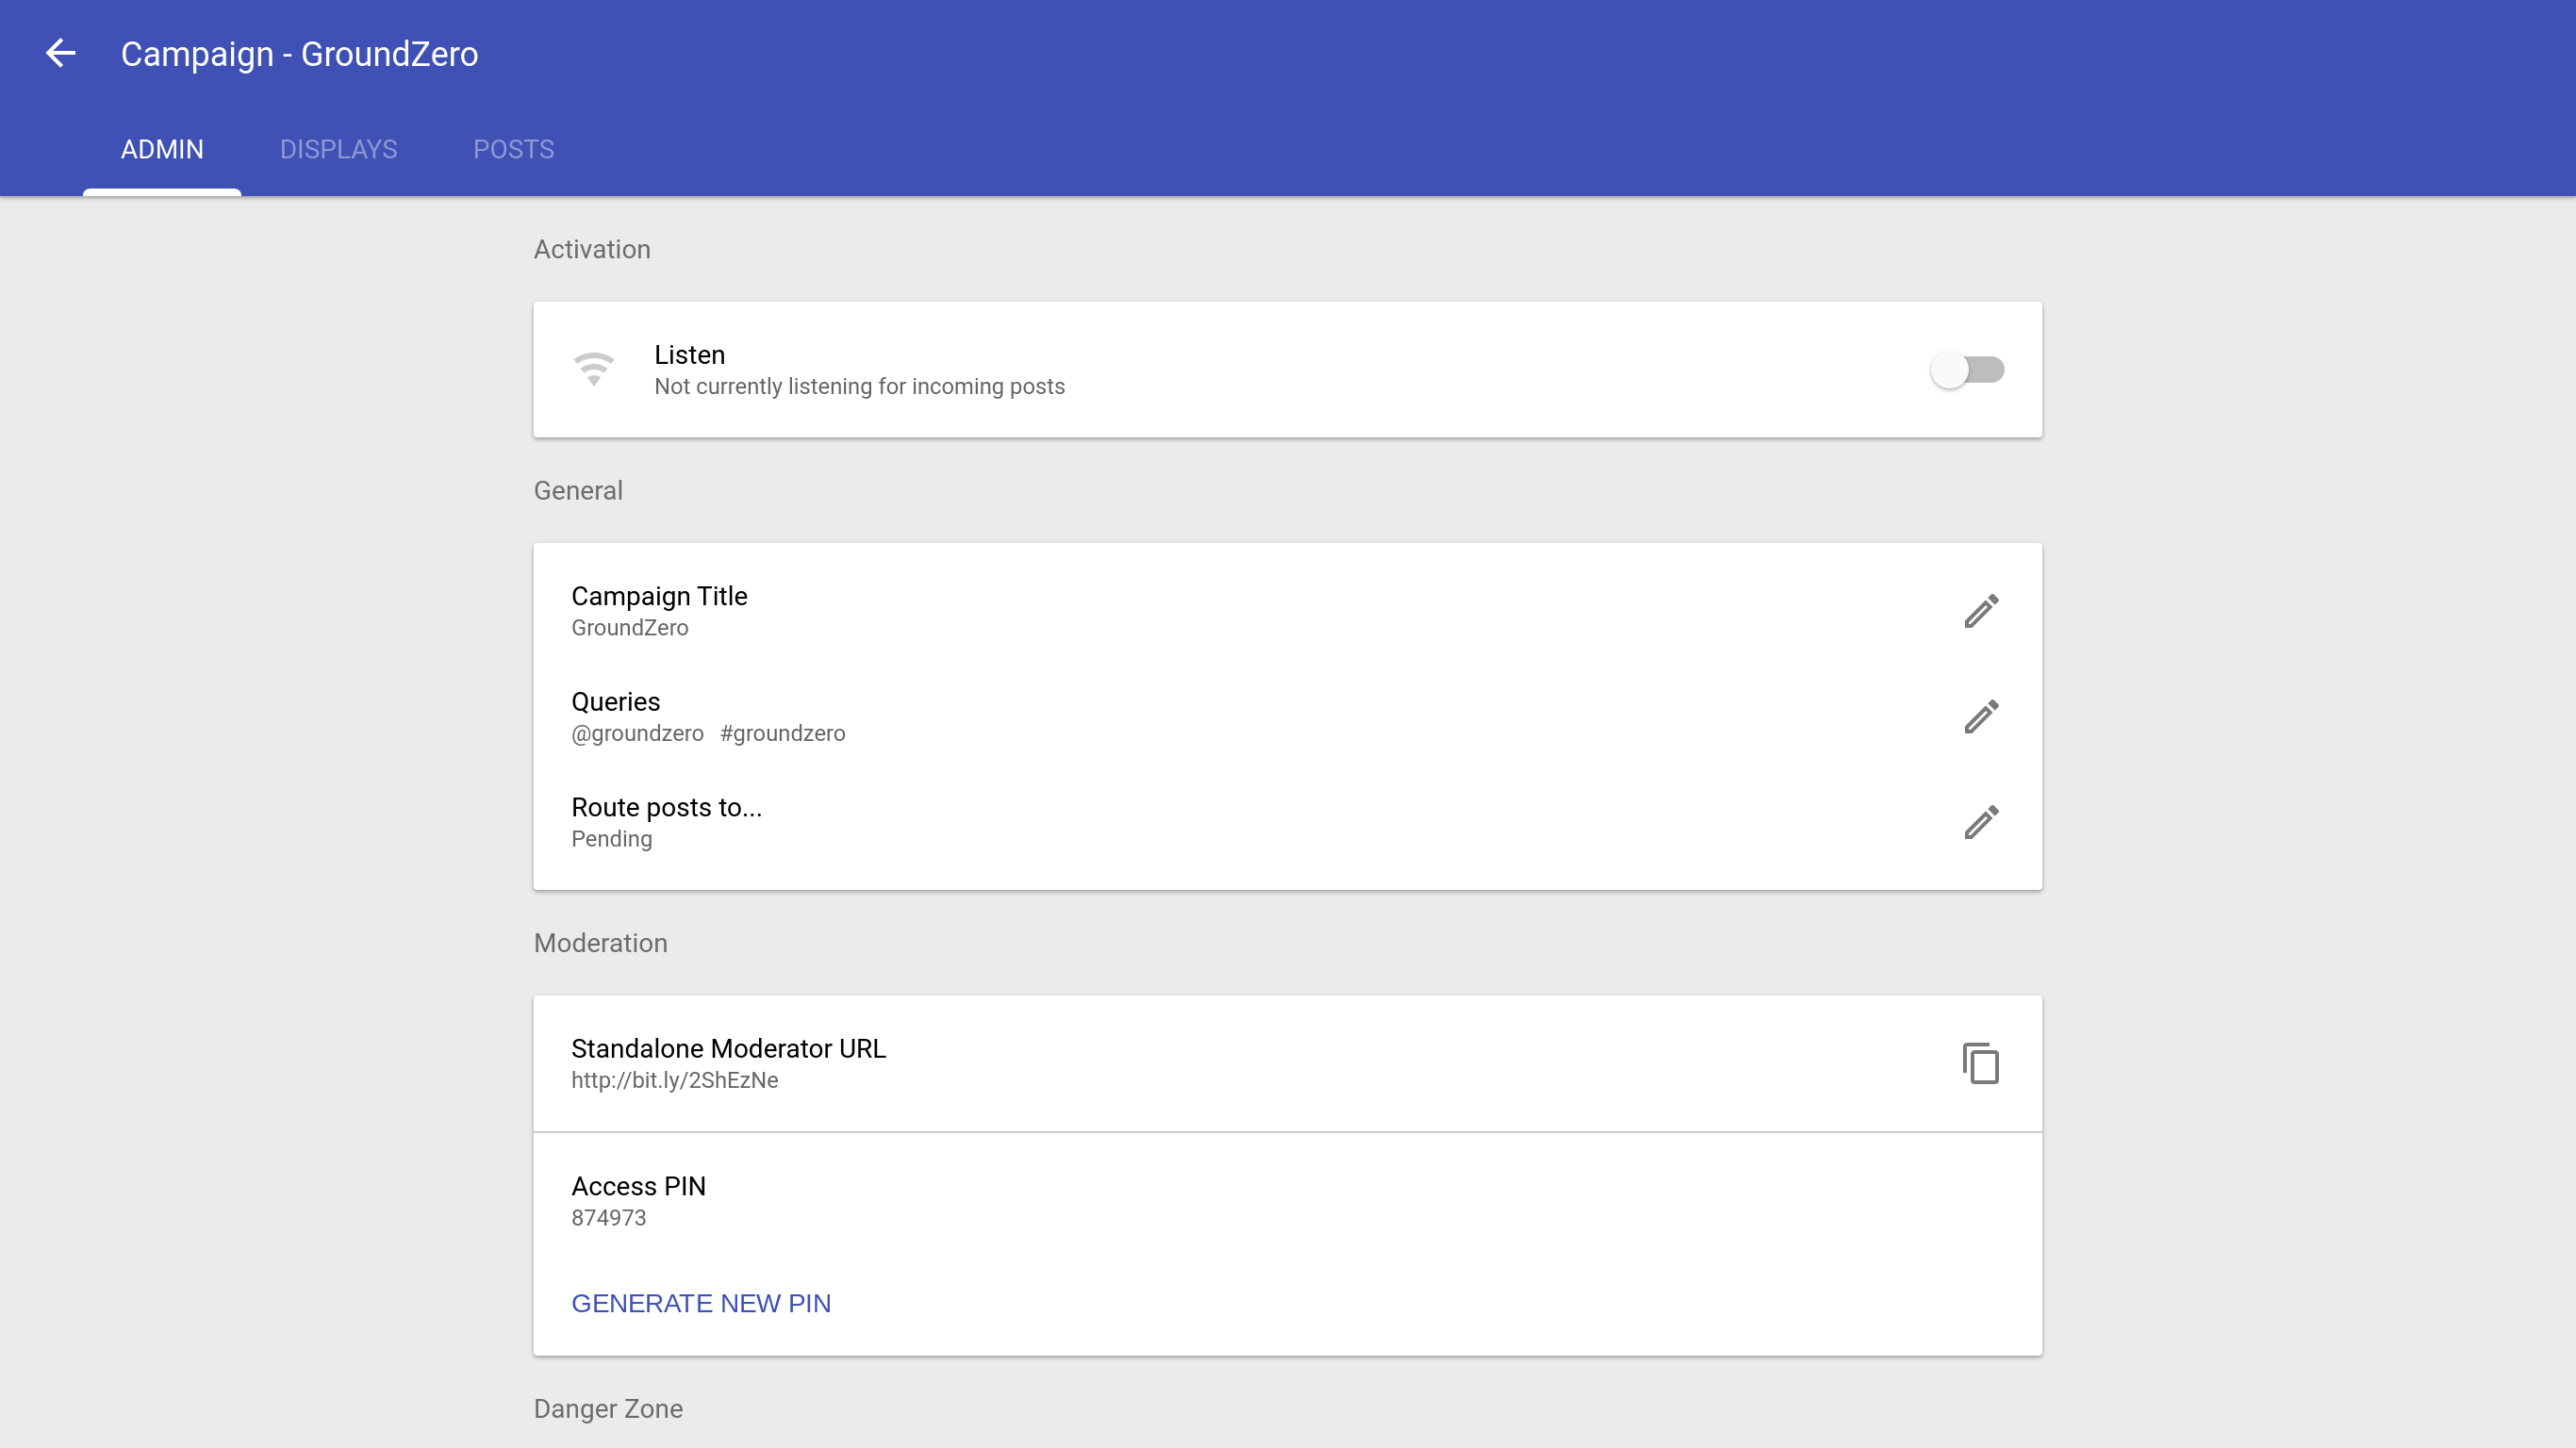 Campaign - GroundZero
ADMIN DISPLAYS POSTS
Activation
Listen
Not currently listening for incoming posts
General
Campaign Title
GroundZero
Queries
@groundzero #groundzero
Route posts to...
Pending
Moderation
Standalone Moderator URL
http://bit.ly/2ShEzNe
Access PIN
874973
GENERATE NEW PIN
Danger Zone